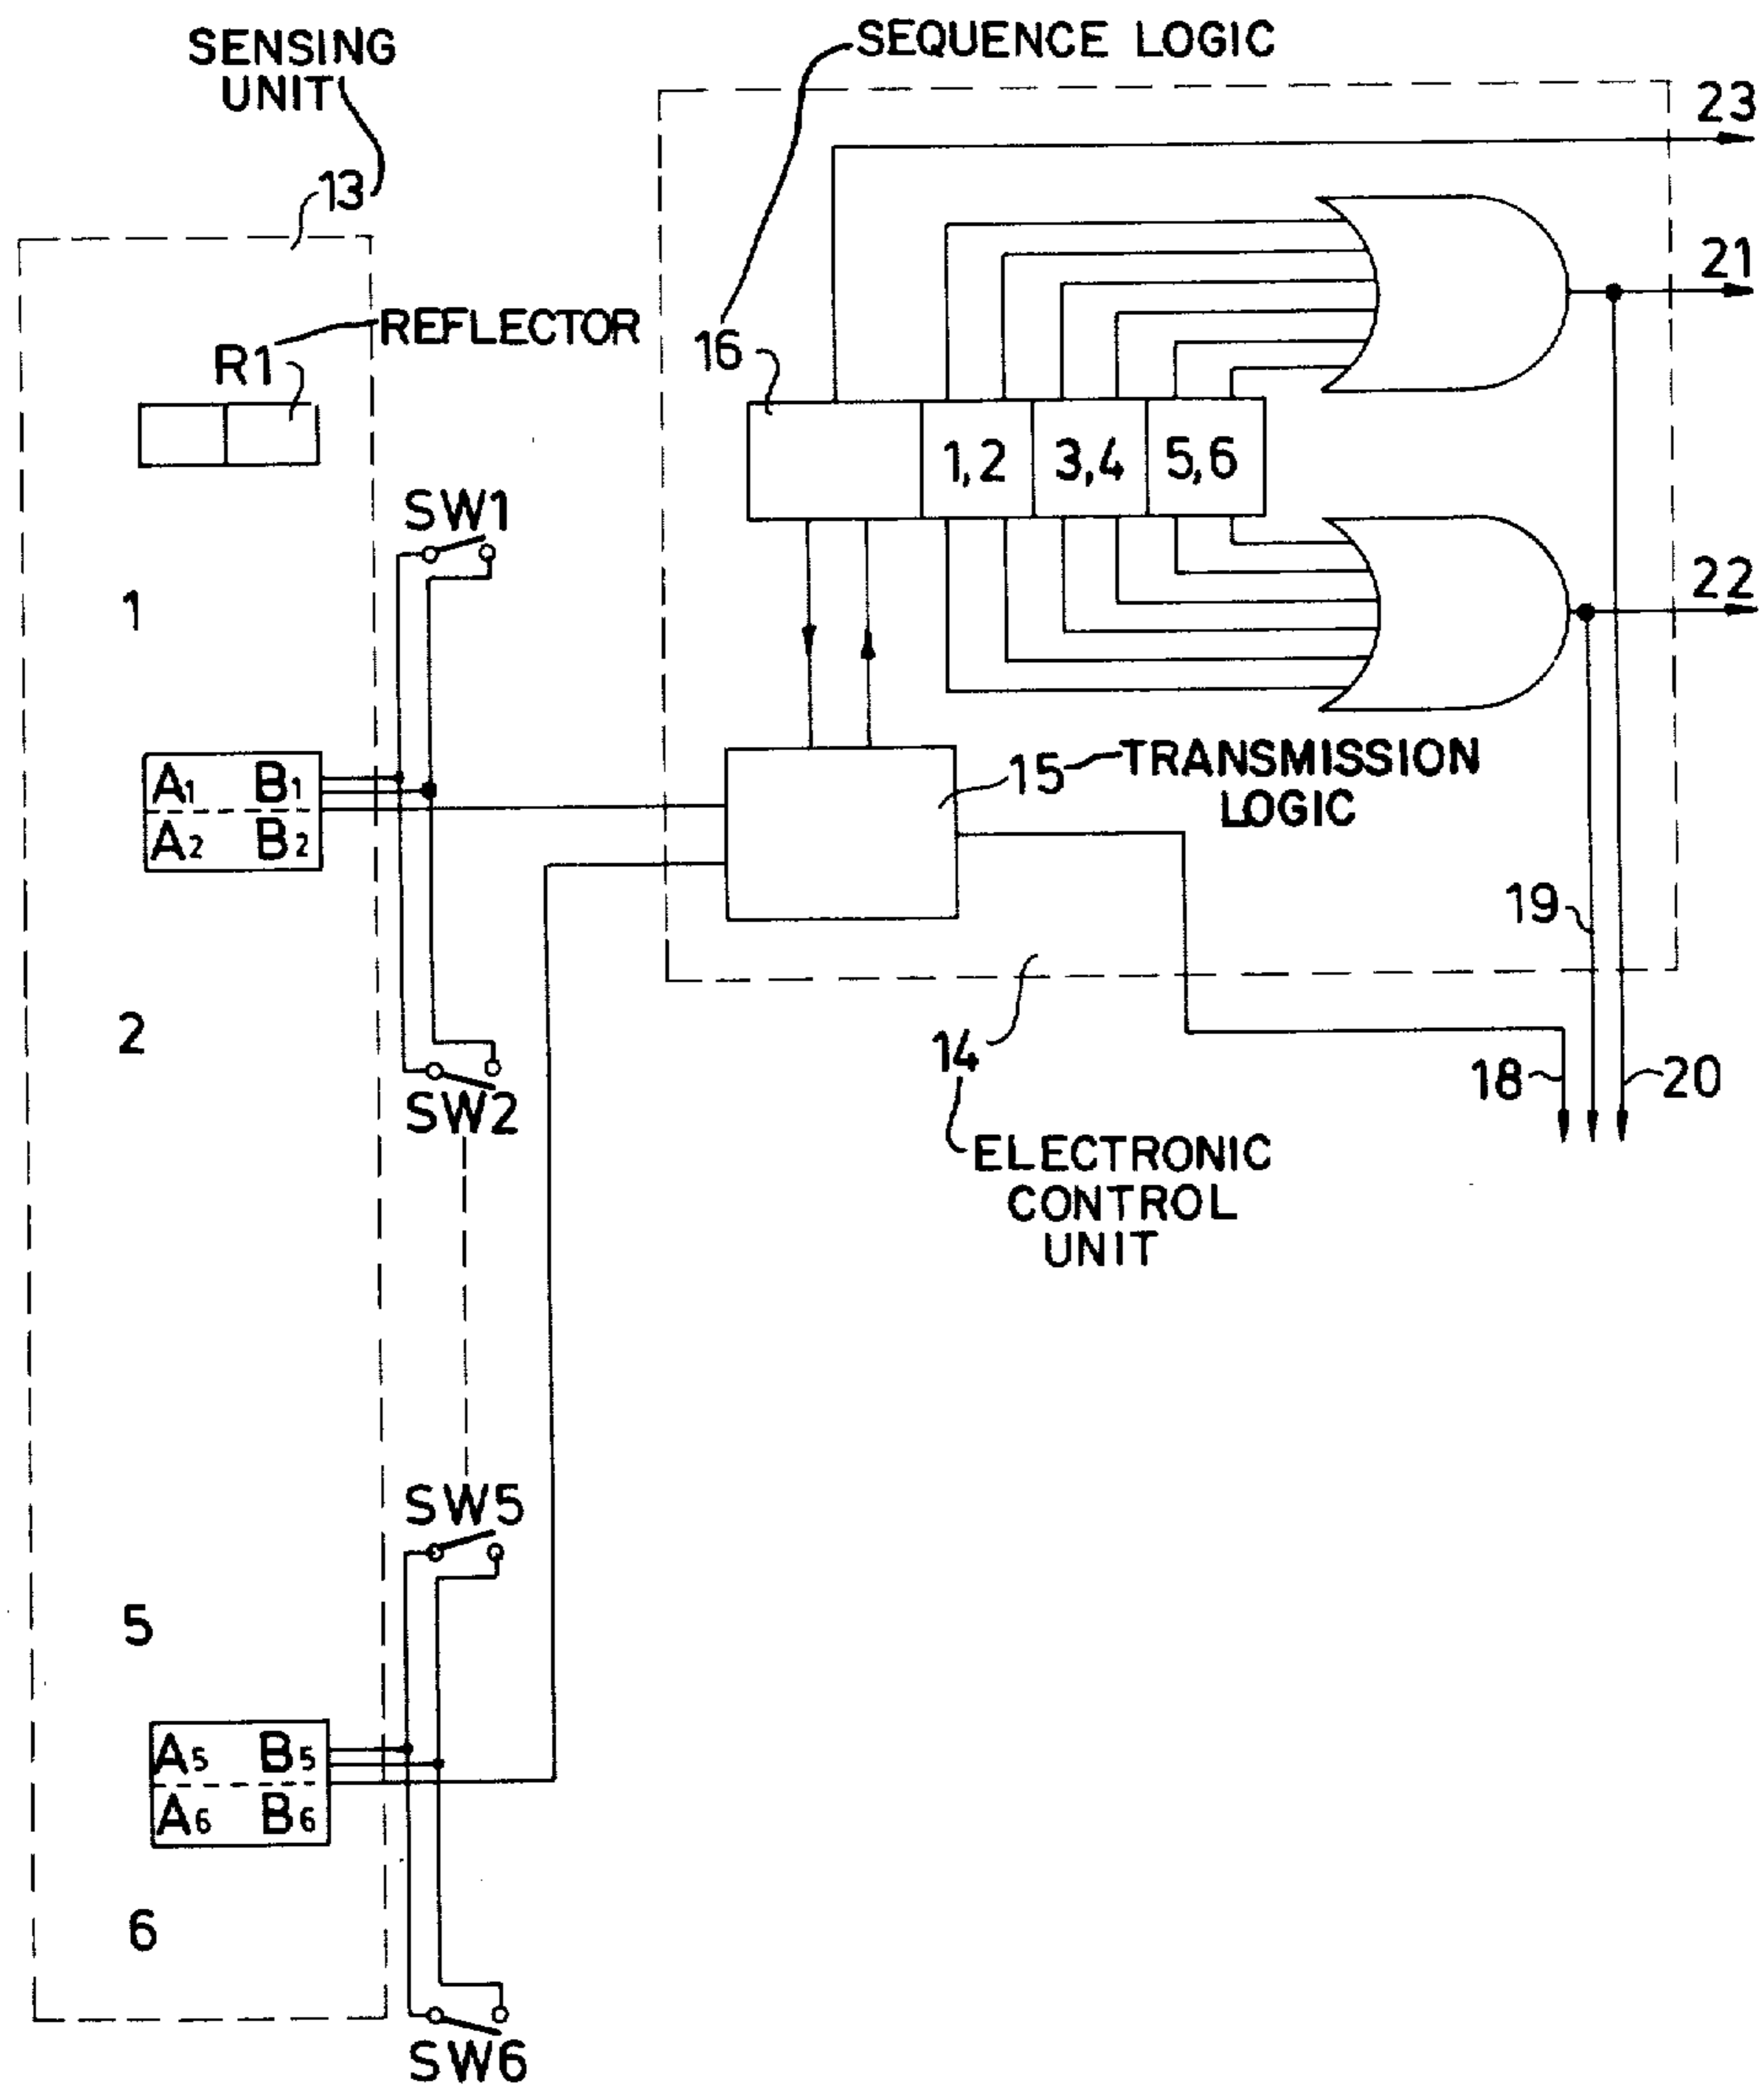 SENSING
UNIT
13
REFLECTOR
R1
SEQUENCE LOGIC
16
23
21
1,2 3,4 5,6
22
SW1
1
A1 B1
A2 B2
15 TRANSMISSION
LOGIC
19
2
SW2
14
ELECTRONIC
CONTROL
UNIT
18
20
SW5
5
A5 B5
A6 B6
6
SW6